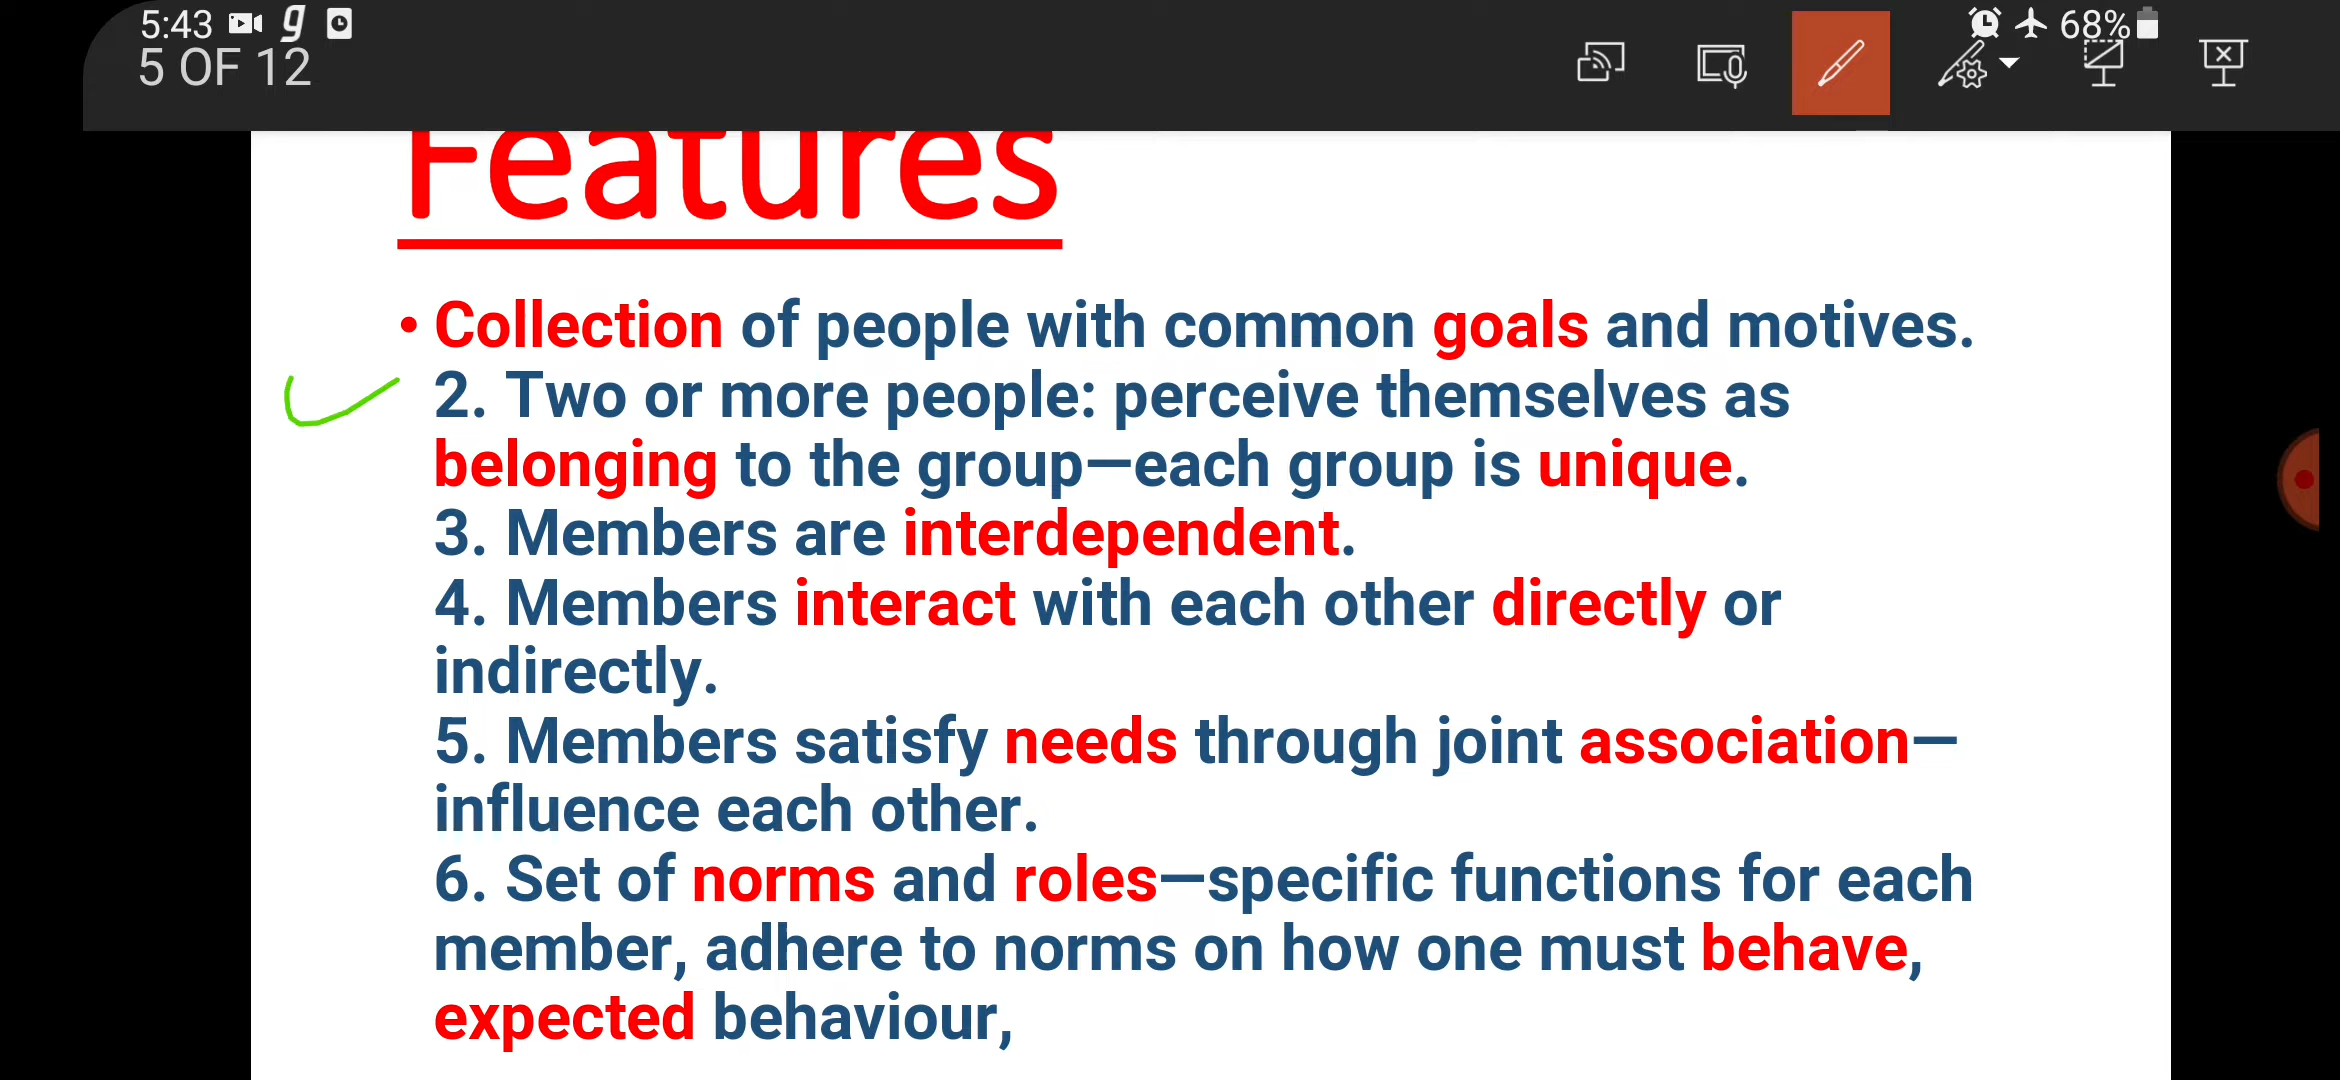 5:43 g 68%
5 OF 12
Features
• Collection of people with common goals and motives.
2. Two or more people: perceive themselves as
belonging to the group—each group is unique.
3. Members are interdependent.
4. Members interact with each other directly or
indirectly.
5. Members satisfy needs through joint association—
influence each other.
6. Set of norms and roles—specific functions for each
member, adhere to norms on how one must behave,
expected behaviour,